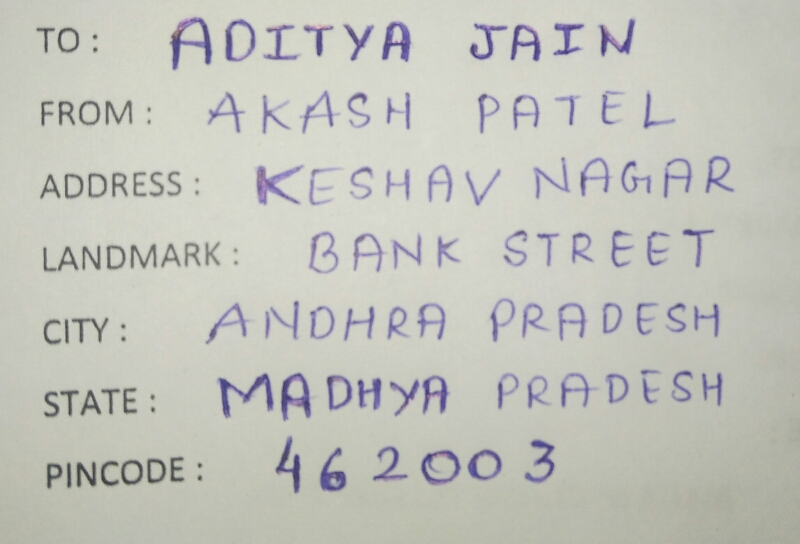 TO : ADITYA JAIN
FROM : AKASH PATEL
ADDRESS : KESHAV NAGAR
LANDMARK : BANK STREET
CITY : ANDHRA PRADESH
STATE : MADHYA PRADESH
PINCODE : 462003